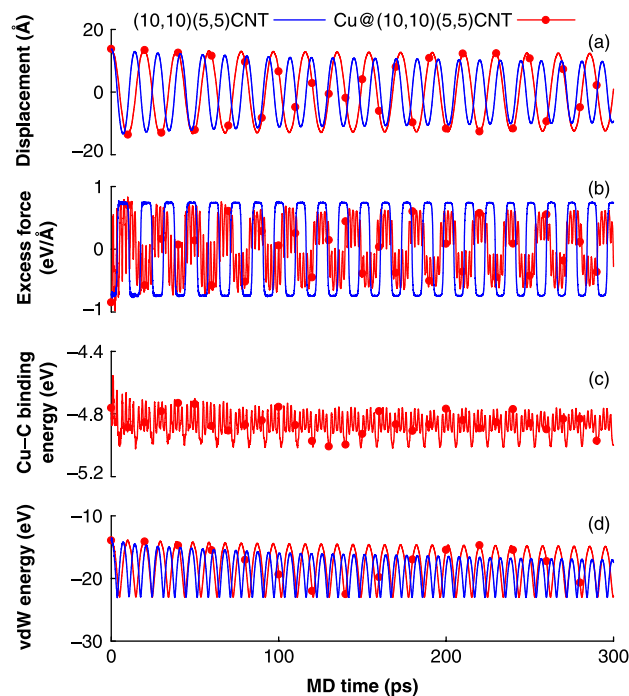 (10,10)(5,5)CNT Cu@(10,10)(5,5)CNT
20
0
−20
Displacement (Å)
(a)
1
0
−1
Excess force
(eV/Å)
(b)
−4.4
−4.8
−5.2
Cu−C binding
energy (eV)
(c)
−10
−20
−30
vdW energy (eV)
(d)
0 100 200 300
MD time (ps)